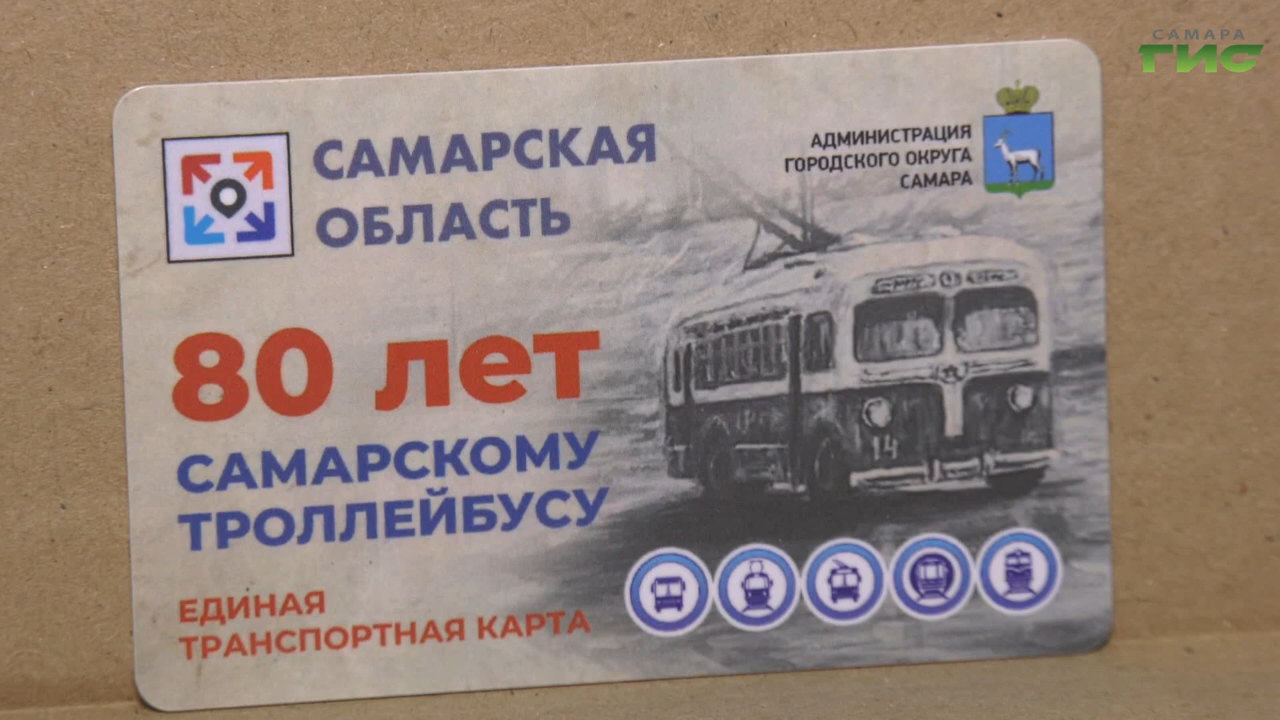 САМАРА
ГИС
САМАРСКАЯ
ОБЛАСТЬ
АДМИНИСТРАЦИЯ
ГОРОДСКОГО ОКРУГА
САМАРА
80 лет
САМАРСКОМУ
ТРОЛЛЕЙБУСУ
14
ЕДИНАЯ
ТРАНСПОРТНАЯ КАРТА